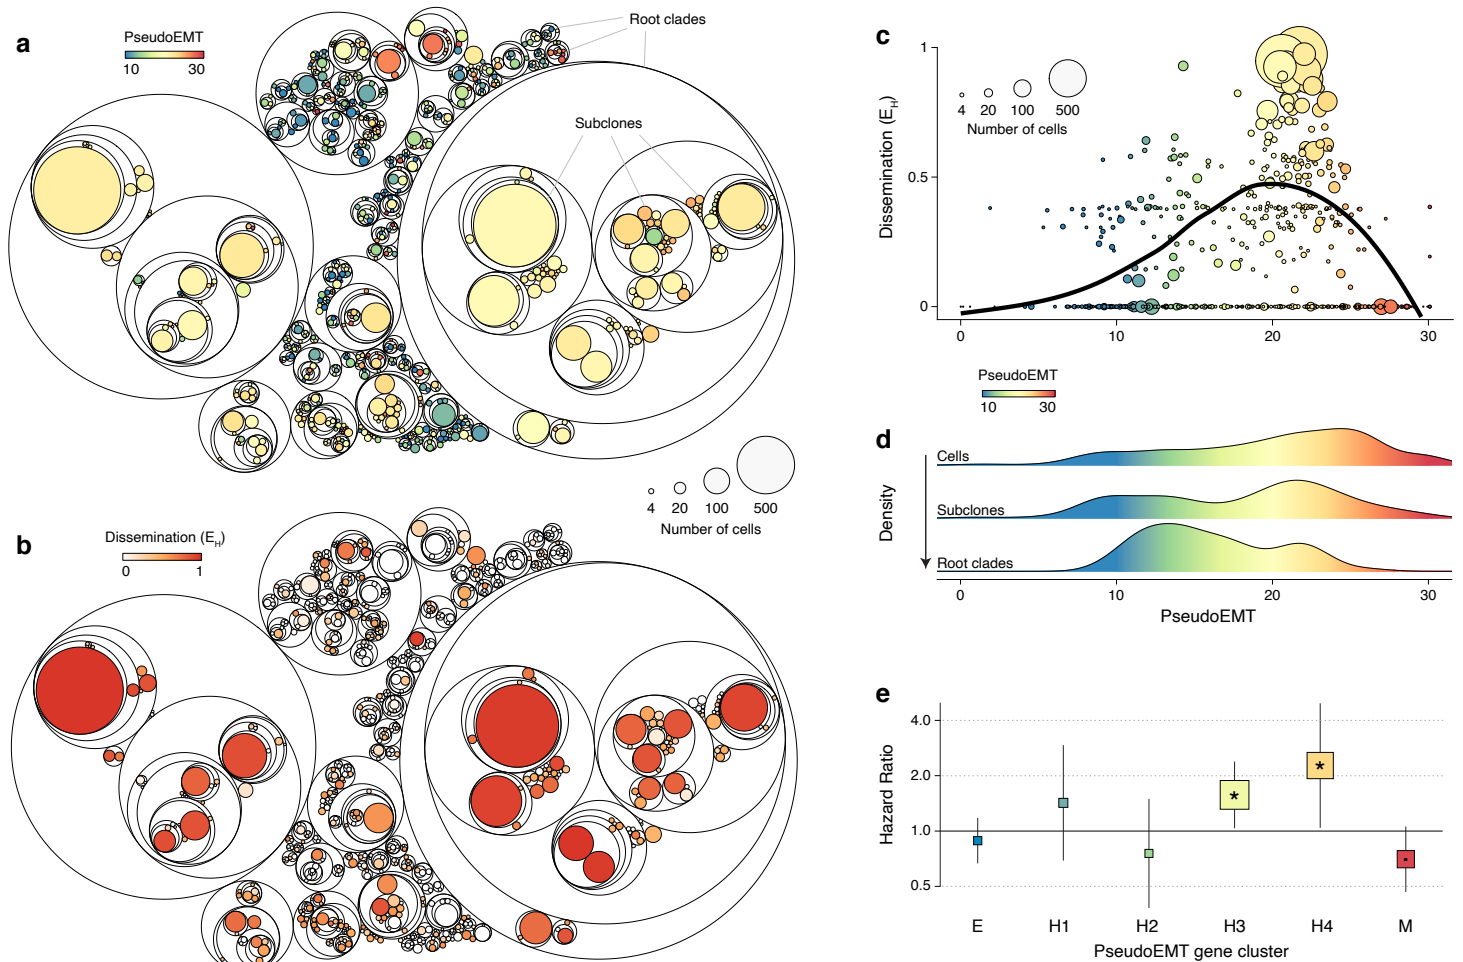 a
PseudoEMT
10 30
Root clades
Subclones
4 20 100 500
Number of cells
b
Dissemination (EH)
0 1
c
Dissemination (EH)
1
0.5
0
4 20 100 500
Number of cells
0 10 20 30
PseudoEMT
10 30
d
Density
Cells
Subclones
Root clades
0 10 20 30
PseudoEMT
e
Hazard Ratio
4.0
2.0
1.0
0.5
* *
E H1 H2 H3 H4 M
PseudoEMT gene cluster